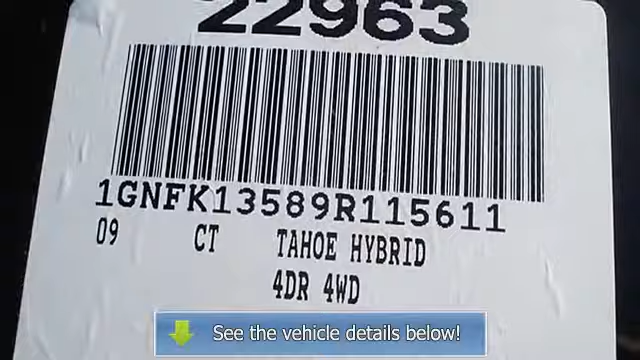 22963
1GNFK13589R115611
09 CT TAHOE HYBRID
4DR 4WD
See the vehicle details below!